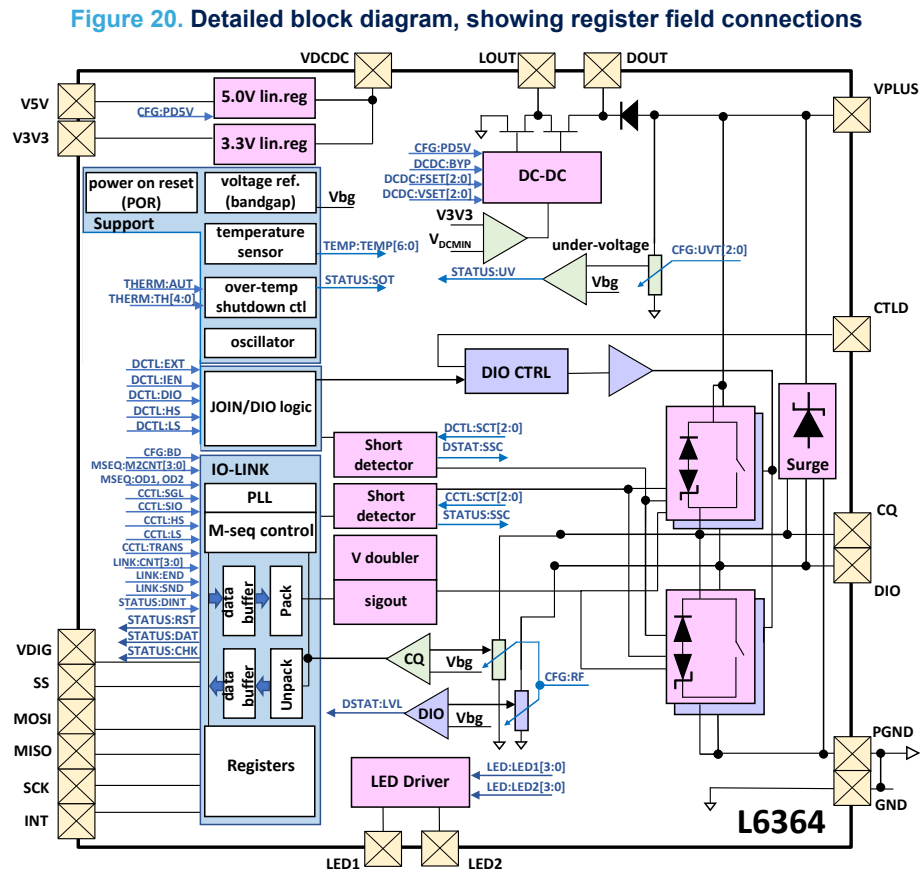 Figure 20. Detailed block diagram, showing register field connections
VDCDC
LOUT
DOUT
V5V
5.0V lin.reg
CFG:PD5V
VPLUS
V3V3
3.3V lin.reg
power on reset
(POR)
voltage ref.
(bandgap)
Vbg
Support
CFG:PD5V
DCDC:BYP
DCDC:FSET[2:0]
DCDC:VSET[2:0]
DC-DC
V3V3
VDCMIN
temperature
sensor
TEMP:TEMP[6:0]
under-voltage
CFG:UVT[2:0]
STATUS:UV
Vbg
THERM:AUT
THERM:TH[4:0]
over-temp
shutdown ctl
STATUS:SOT
oscillator
CTLD
DCTL:EXT
DCTL:IEN
DCTL:DIO
DCTL:HS
DCTL:LS
JOIN/DIO logic
DIO CTRL
Short
detector
DCTL:SCT[2:0]
DSTAT:SSC
Surge
CFG:BD
MSEQ:M2CNT[3:0]
MSEQ:OD1, OD2
CCTL:SGL
CCTL:SIO
CCTL:HS
CCTL:LS
CCTL:TRANS
LINK:CNT[3:0]
LINK:END
LINK:SND
STATUS:DINT
STATUS:RST
STATUS:DAT
STATUS:CHK
IO-LINK
PLL
M-seq control
Short
detector
CCTL:SCT[2:0]
STATUS:SSC
CQ
V doubler
sigout
DIO
data
buffer
Pack
data
buffer
Unpack
CQ
Vbg
CFG:RF
DSTAT:LVL
DIO
Vbg
VDIG
SS
MOSI
MISO
SCK
INT
Registers
LED Driver
LED:LED1[3:0]
LED:LED2[3:0]
PGND
GND
L6364
LED1
LED2